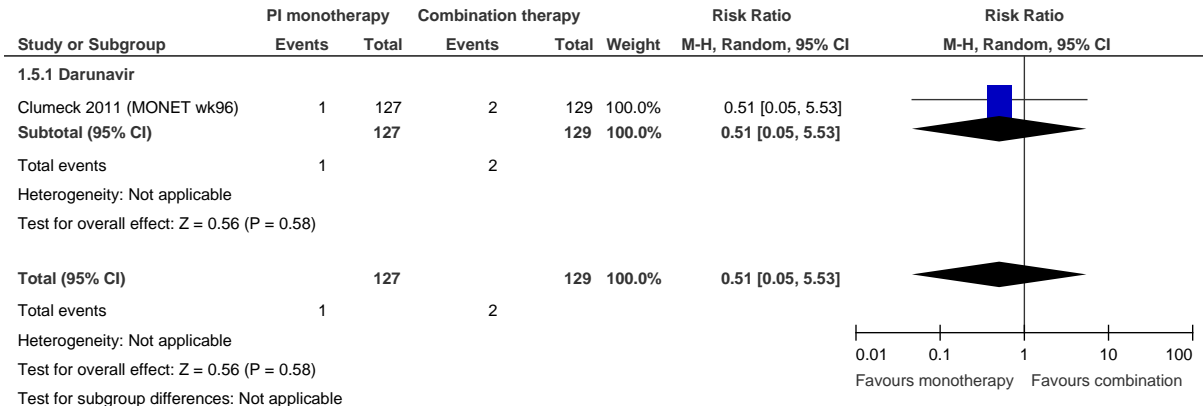 PI monotherapy Combination therapy Risk Ratio Risk Ratio
Study or Subgroup Events Total Events Total Weight M-H, Random, 95% CI M-H, Random, 95% CI
1.5.1 Darunavir
Clumeck 2011 (MONET wk96) 1 127 2 129 100.0% 0.51 [0.05, 5.53]
Subtotal (95% CI) 127 129 100.0% 0.51 [0.05, 5.53]
Total events 1 2
Heterogeneity: Not applicable
Test for overall effect: Z = 0.56 (P = 0.58)
Total (95% CI) 127 129 100.0% 0.51 [0.05, 5.53]
Total events 1 2
Heterogeneity: Not applicable
Test for overall effect: Z = 0.56 (P = 0.58)
Test for subgroup differences: Not applicable
0.01 0.1 1 10 100
Favours monotherapy Favours combination